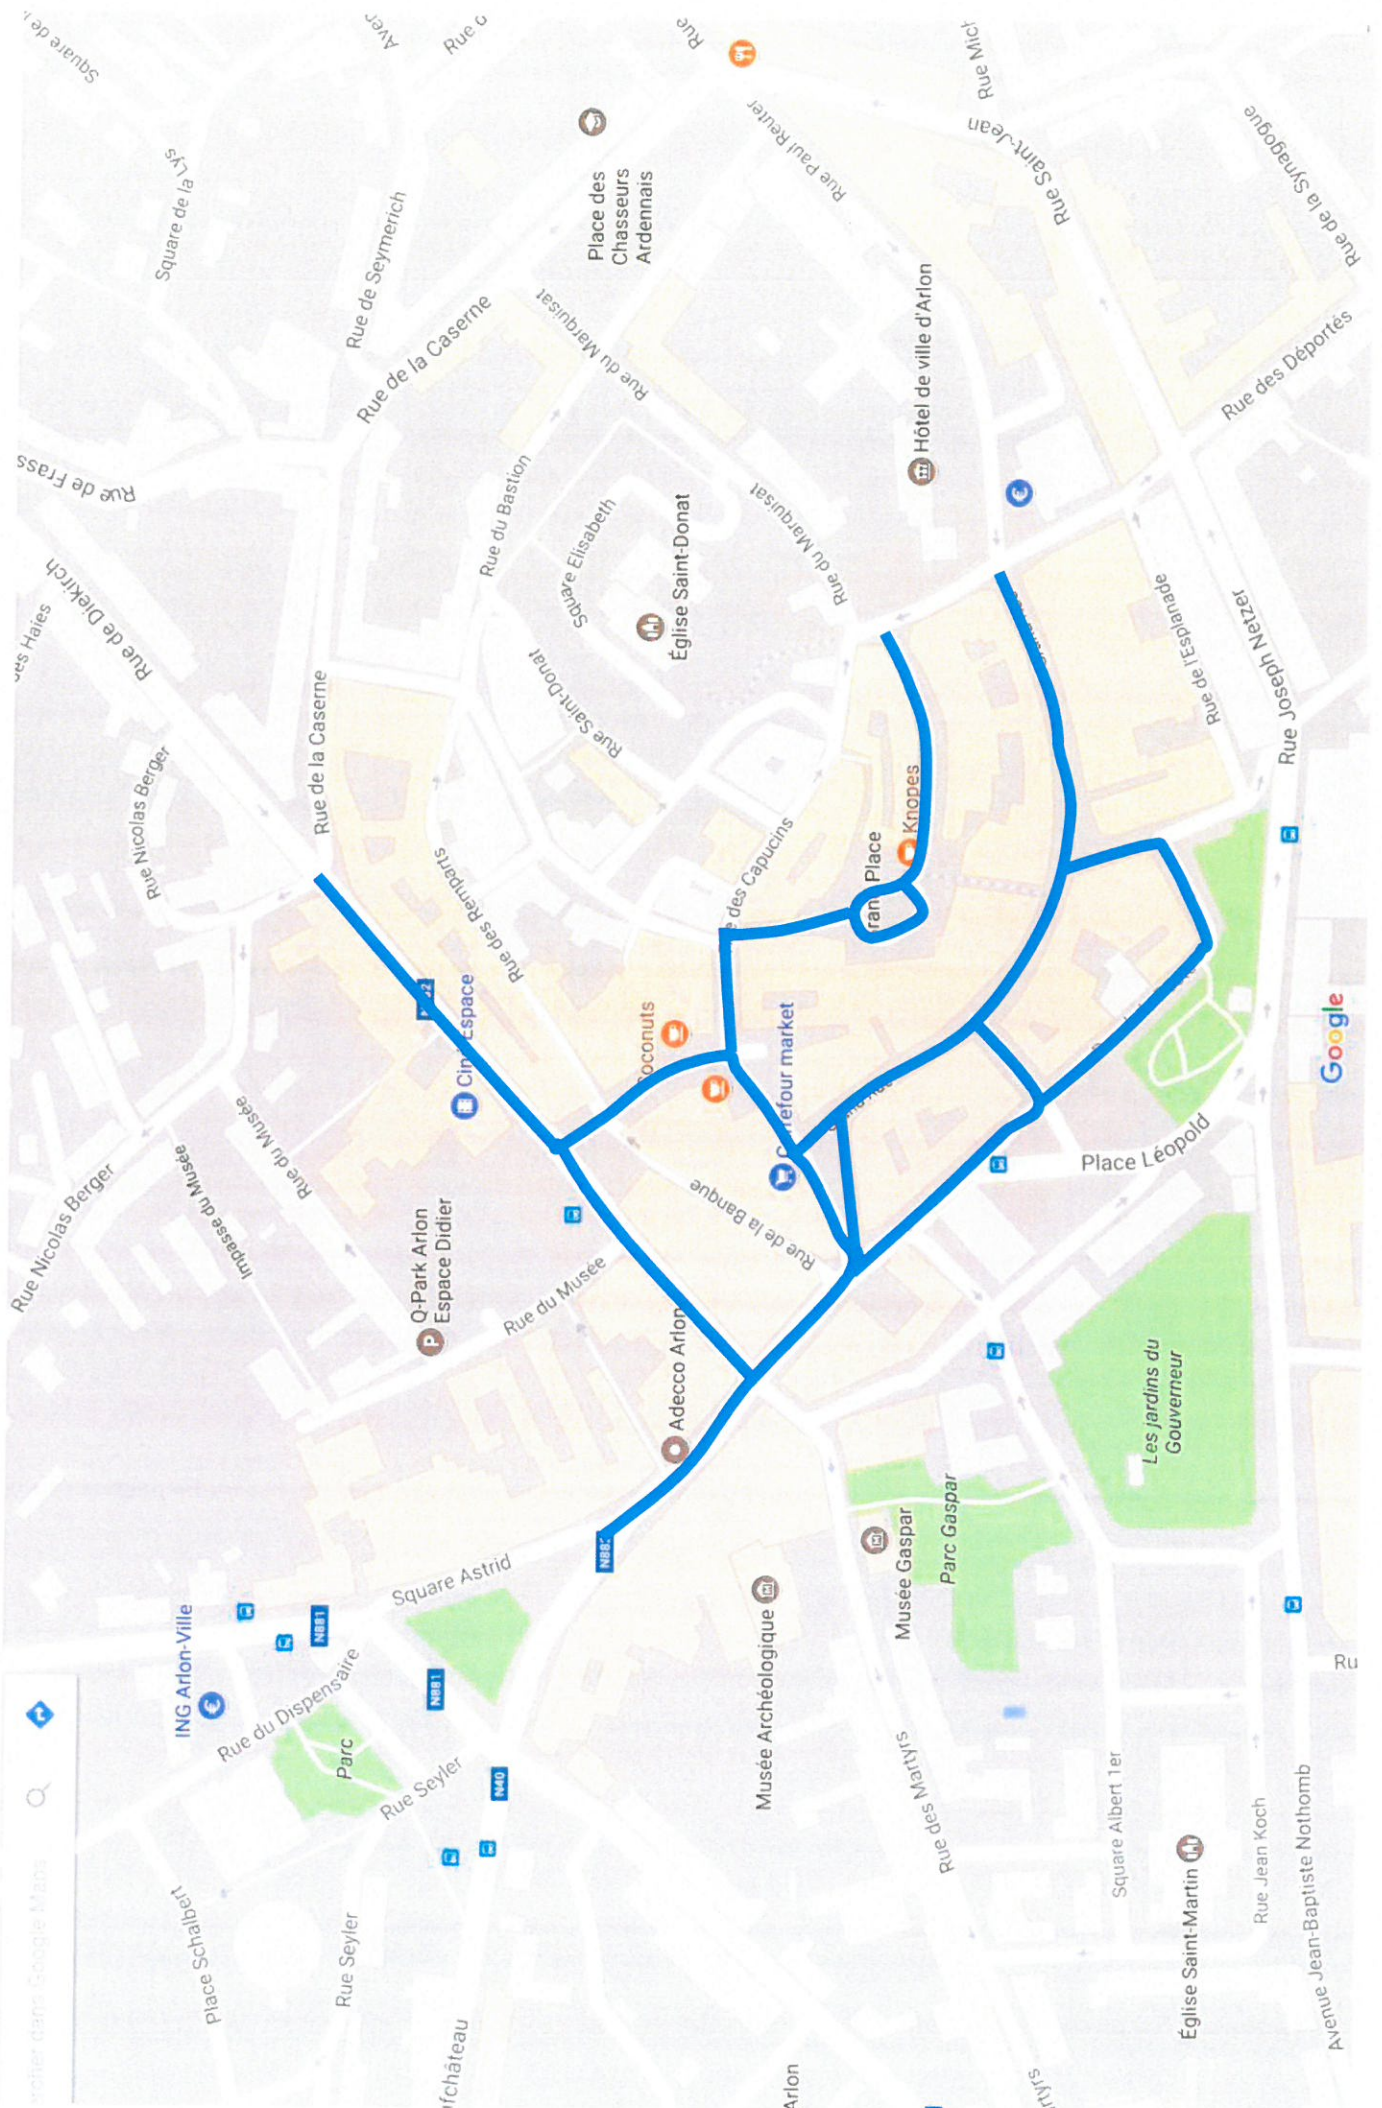 Square de la Lys
Rue de Seymerich
Rue de la Caserne
Place des
Chasseurs
Ardennais
Rue
Rue Paul Reuter
Rue Saint-Jean
Rue de la Synagogue
Rue des Déportés
Rue de Frass
Rue de Diekirch
Rue du Bastion
Rue du Marquisat
Square Elisabeth
Église Saint-Donat
Rue du Marquisat
Hôtel de ville d'Arlon
Rue Nicolas Berger
Rue de la Caserne
Rue Saint-Donat
Rue de l'Esplanade
Rue Joseph Netzer
Rue des Remparts
Knopes
Place
Rue Nicolas Berger
Impasse du Musée
Rue du Musée
Q-Park Arlon
Espace Didier
Rue du Musée
Rue de la Banque
Place Léopold
Google
Adecco Arlon
Les jardins du
Gouverneur
ING Arlon-Ville
Square Astrid
N881
N881
N40
Rue du Dispensaire
Parc
Rue Seyler
Musée Archéologique
Musée Gaspar
Parc Gaspar
Place Schalbert
Rue Seyler
Rue des Martyrs
Square Albert 1er
Église Saint-Martin
Rue Jean Koch
Avenue Jean-Baptiste Nothomb
Arlon